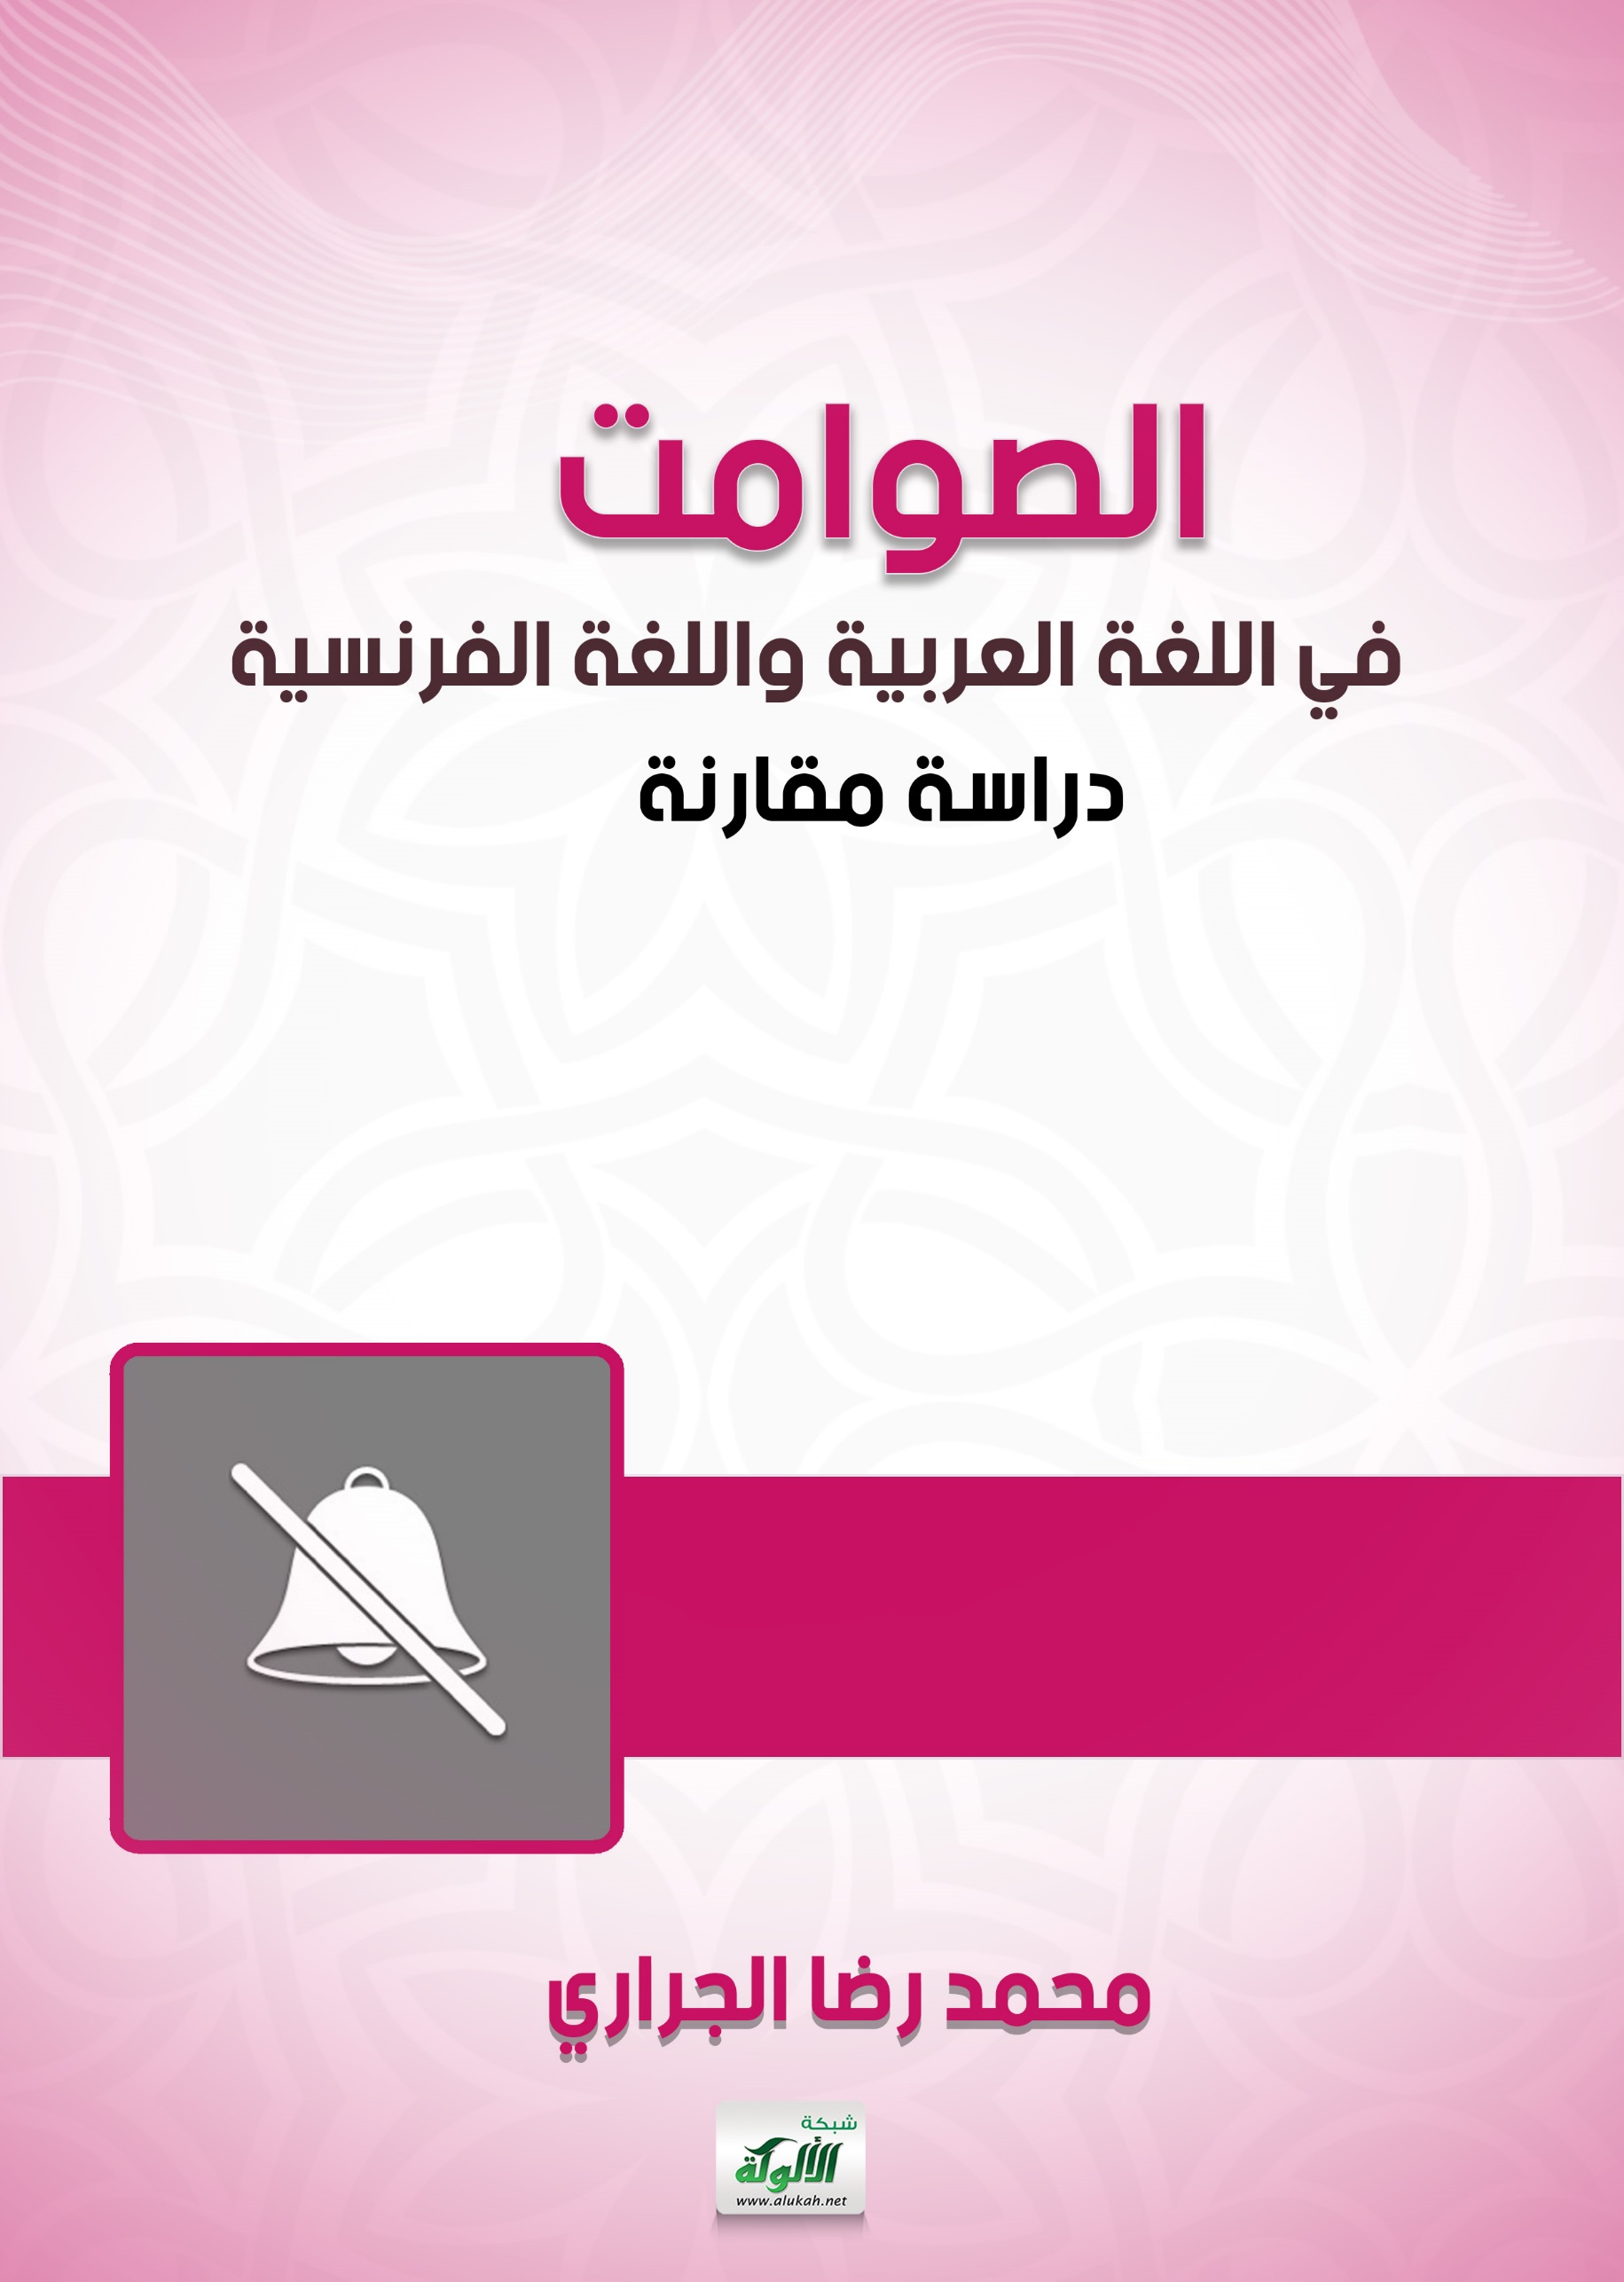 الصوامت
في اللغة العربية واللغة الفرنسية
دراسة مقارنة
محمد رضا الجراري
شبكة
الألوكة
www.alukah.net